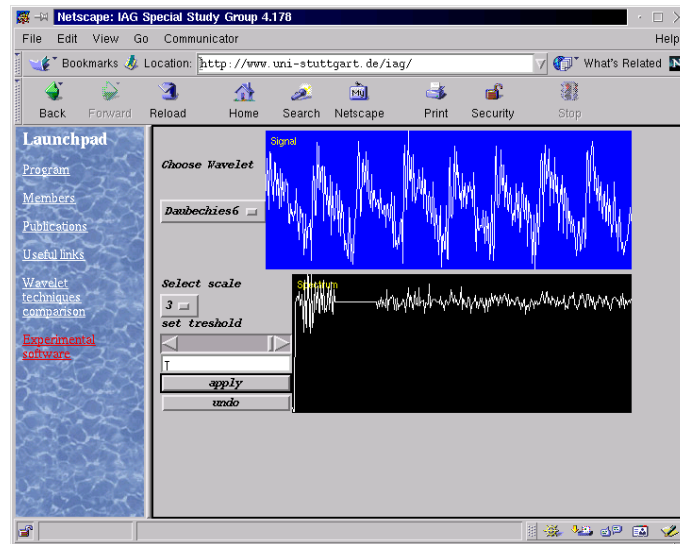 Netscape: IAG Special Study Group 4.178
File Edit View Go Communicator Help
Bookmarks Location: http://www.uni-stuttgart.de/iag/ What's Related N
Back Forward Reload Home Search Netscape Print Security Stop
My
Launchpad
Program
Members
Publications
Useful links
Wavelet
techniques
comparison
Experimental
software
Choose Wavelet
Daubechies6
Signal
Select scale
3
set treshold
apply
undo
Spectrum